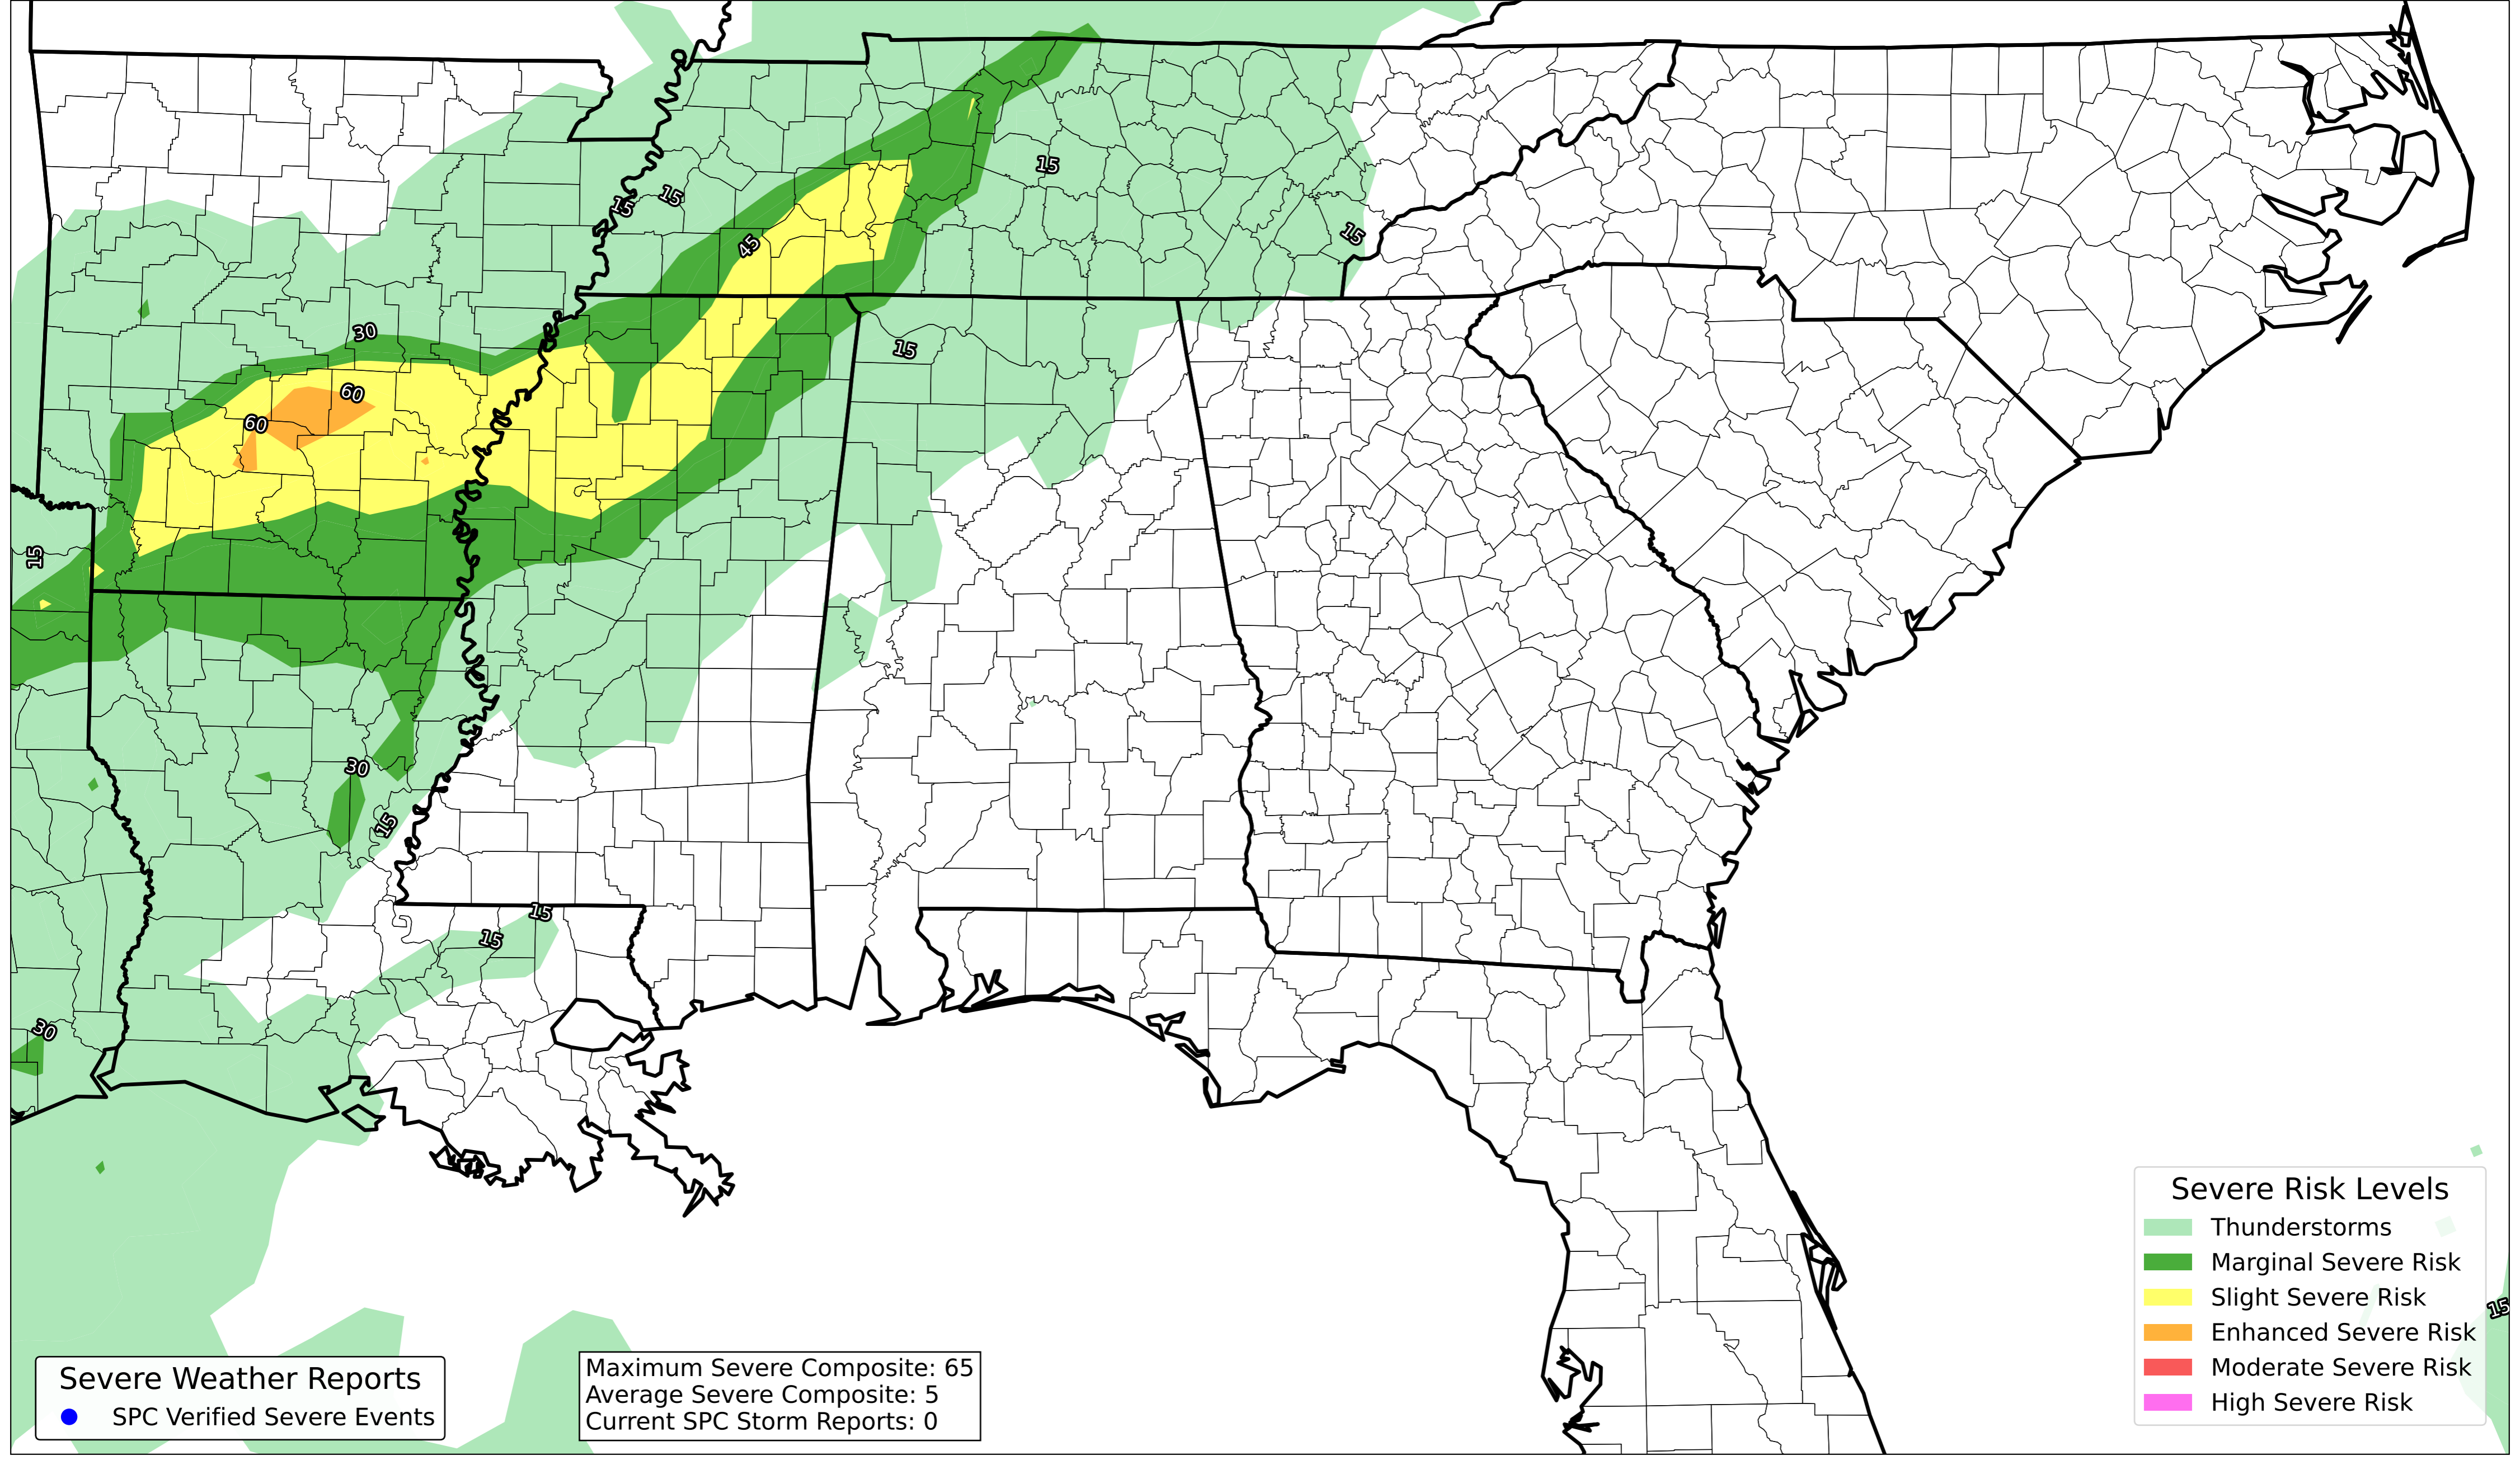 15
15
15
15
45
30
15
60
60
15
30
15
15
15
30
15
Severe Weather Reports
SPC Verified Severe Events
Maximum Severe Composite: 65
Average Severe Composite: 5
Current SPC Storm Reports: 0
Severe Risk Levels
Thunderstorms
Marginal Severe Risk
Slight Severe Risk
Enhanced Severe Risk
Moderate Severe Risk
High Severe Risk